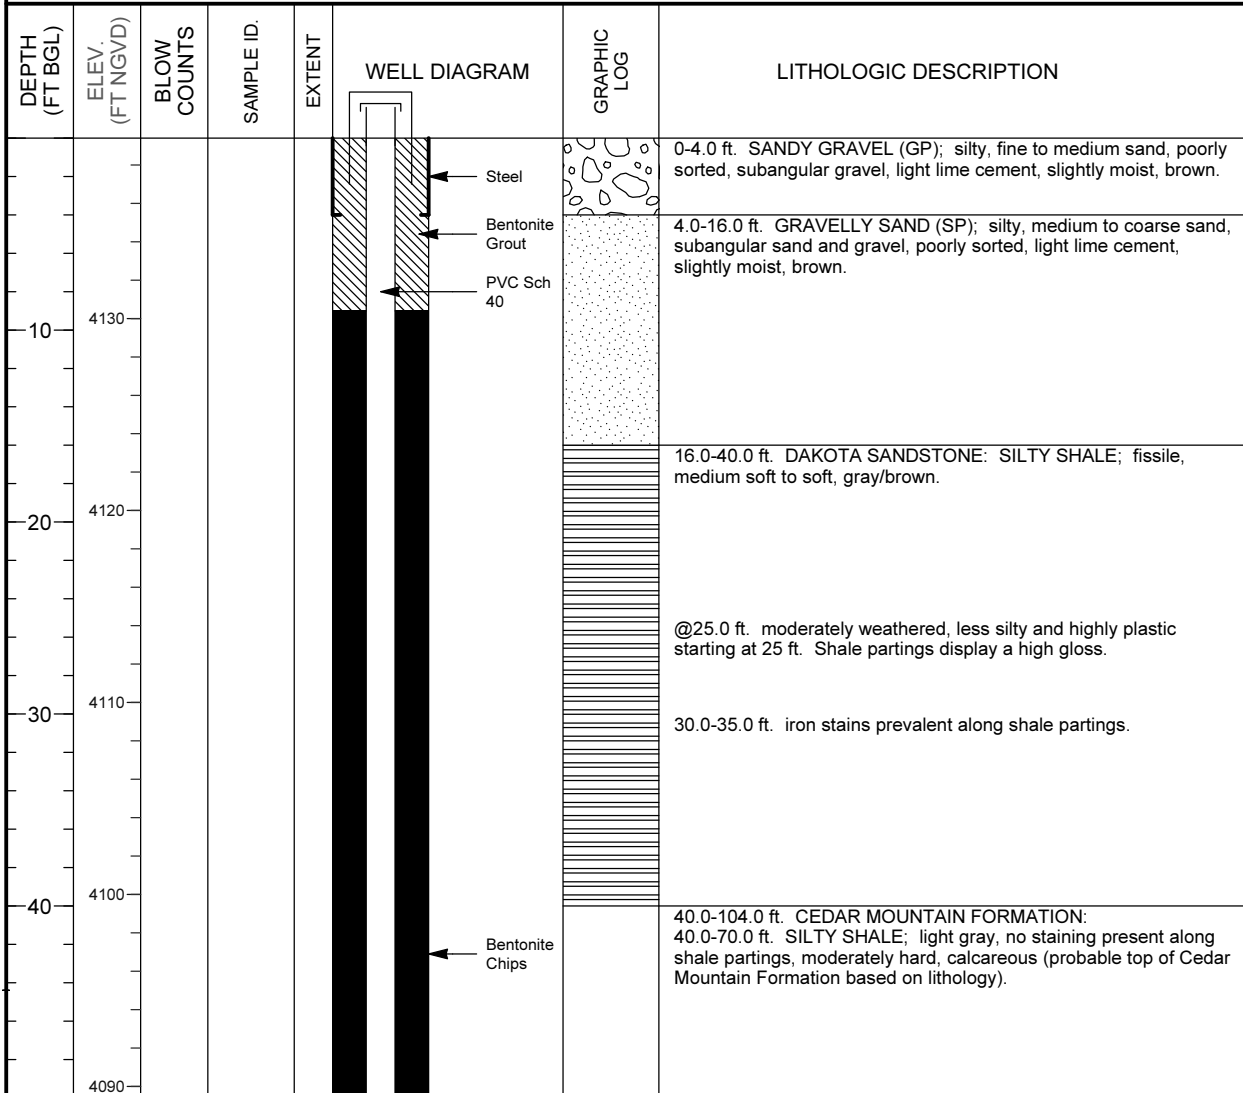 DEPTH
(FT BGL)
ELEV.
(FT NGVD)
BLOW
COUNTS
SAMPLE ID.
EXTENT
WELL DIAGRAM
GRAPHIC
LOG
LITHOLOGIC DESCRIPTION
0-4.0 ft. SANDY GRAVEL (GP); silty, fine to medium sand, poorly
sorted, subangular gravel, light lime cement, slightly moist, brown.
Steel
4.0-16.0 ft. GRAVELLY SAND (SP); silty, medium to coarse sand,
subangular sand and gravel, poorly sorted, light lime cement,
slightly moist, brown.
Bentonite
Grout
PVC Sch
40
4130
10
16.0-40.0 ft. DAKOTA SANDSTONE: SILTY SHALE; fissile,
medium soft to soft, gray/brown.
4120
20
@25.0 ft. moderately weathered, less silty and highly plastic
starting at 25 ft. Shale partings display a high gloss.
4110
30
30.0-35.0 ft. iron stains prevalent along shale partings.
4100
40
40.0-104.0 ft. CEDAR MOUNTAIN FORMATION:
40.0-70.0 ft. SILTY SHALE; light gray, no staining present along
shale partings, moderately hard, calcareous (probable top of Cedar
Mountain Formation based on lithology).
Bentonite
Chips
4090